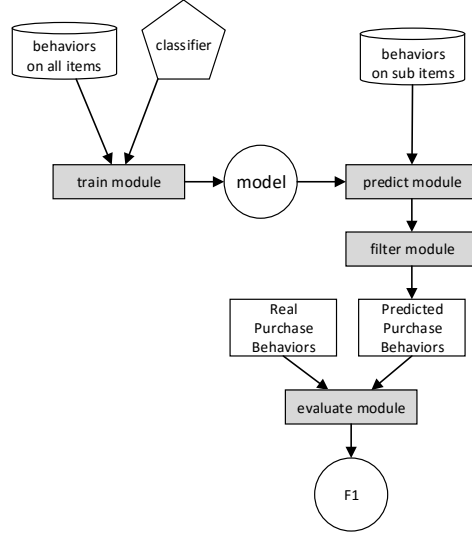 behaviors
on all items
classifier
behaviors
on sub items
train module
model
predict module
filter module
Real
Purchase
Behaviors
Predicted
Purchase
Behaviors
evaluate module
F1